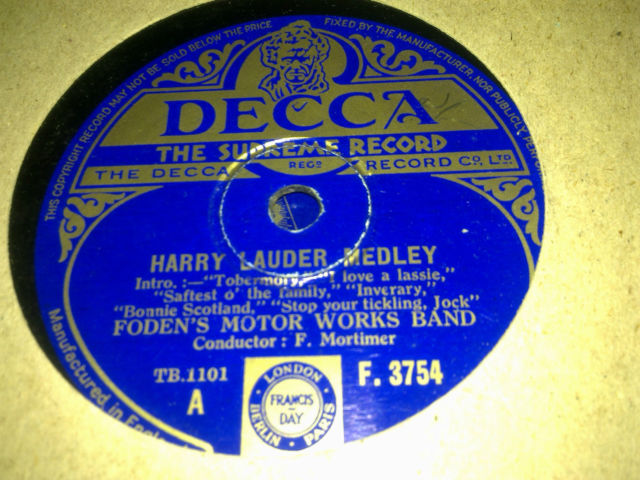 THIS COPYRIGHT RECORD MAY NOT BE SOLD BELOW THE PRICE FIXED BY THE MANUFACTURER, NOR PUBLICLY
DECCA
THE SUPREME RECORD
THE DECCA REGD RECORD CO, LTD
HARRY LAUDER MEDLEY
Intro. :—"Tobermory," "I love a lassie,"
"Saftest o' the family," "Inverary,"
"Bonnie Scotland," "Stop your tickling, Jock"
FODEN'S MOTOR WORKS BAND
Conductor : F. Mortimer
TB.1101
A
F. 3754
LONDON
FRANCIS
DAY
BERLIN PARIS
Manufactured in